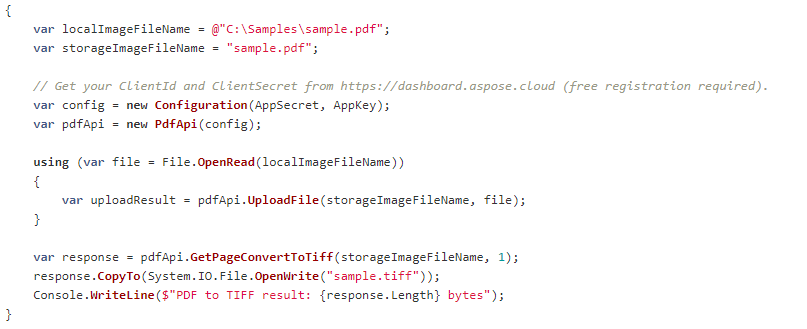 {
    var localImageFileName = @"C:\Samples\sample.pdf";
    var storageImageFileName = "sample.pdf";

    // Get your ClientId and ClientSecret from https://dashboard.aspose.cloud (free registration required).
    var config = new Configuration(AppSecret, AppKey);
    var pdfApi = new PdfApi(config);

    using (var file = File.OpenRead(localImageFileName))
    {
        var uploadResult = pdfApi.UploadFile(storageImageFileName, file);
    }

    var response = pdfApi.GetPageConvertToTiff(storageImageFileName, 1);
    response.CopyTo(System.IO.File.OpenWrite("sample.tiff"));
    Console.WriteLine($"PDF to TIFF result: {response.Length} bytes");
}